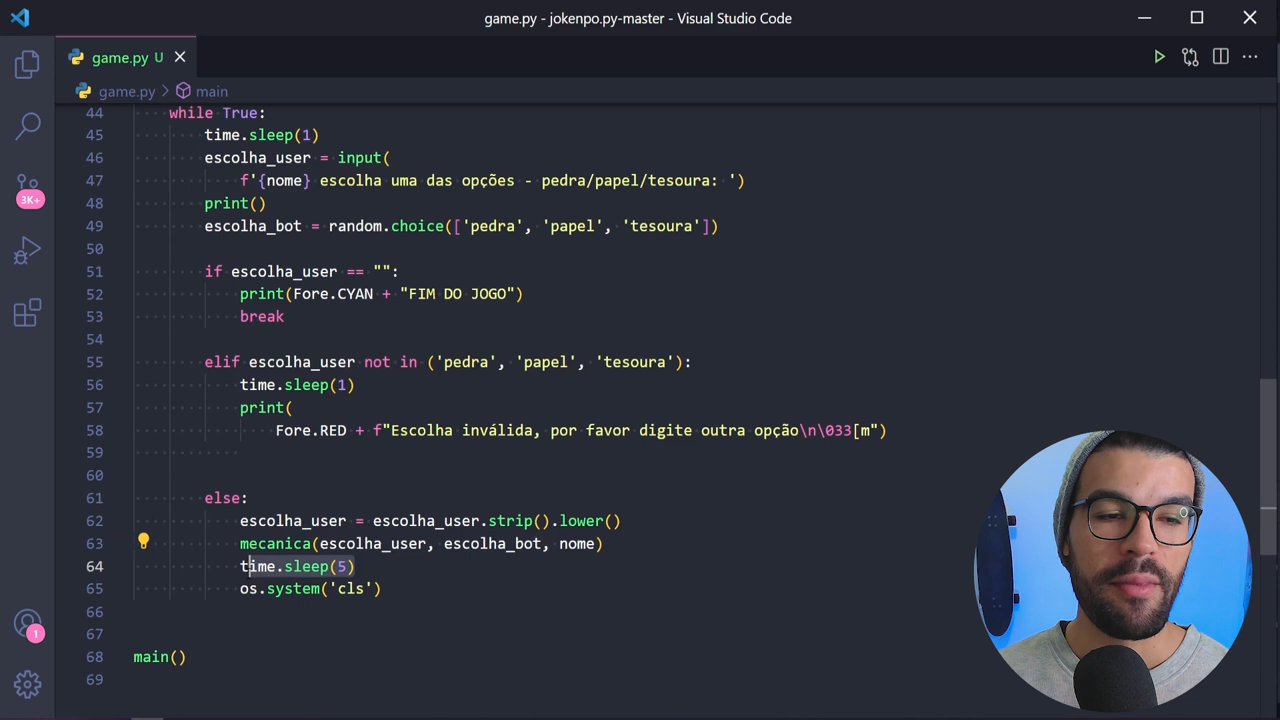 game.py - jokenpo.py-master - Visual Studio Code
game.py U
game.py > main
44 while True:
45 time.sleep(1)
46 escolha_user = input(
47 f'{nome} escolha uma das opções - pedra/papel/tesoura: ')
48 print()
49 escolha_bot = random.choice(['pedra', 'papel', 'tesoura'])
50
51 if escolha_user == "":
52 print(Fore.CYAN + "FIM DO JOGO")
53 break
54
55 elif escolha_user not in ('pedra', 'papel', 'tesoura'):
56 time.sleep(1)
57 print(
58 Fore.RED + f"Escolha inválida, por favor digite outra opção\n\033[m")
59
60
61 else:
62 escolha_user = escolha_user.strip().lower()
63 mecanica(escolha_user, escolha_bot, nome)
64 time.sleep(5)
65 os.system('cls')
66
67
68 main()
69
3K+
1